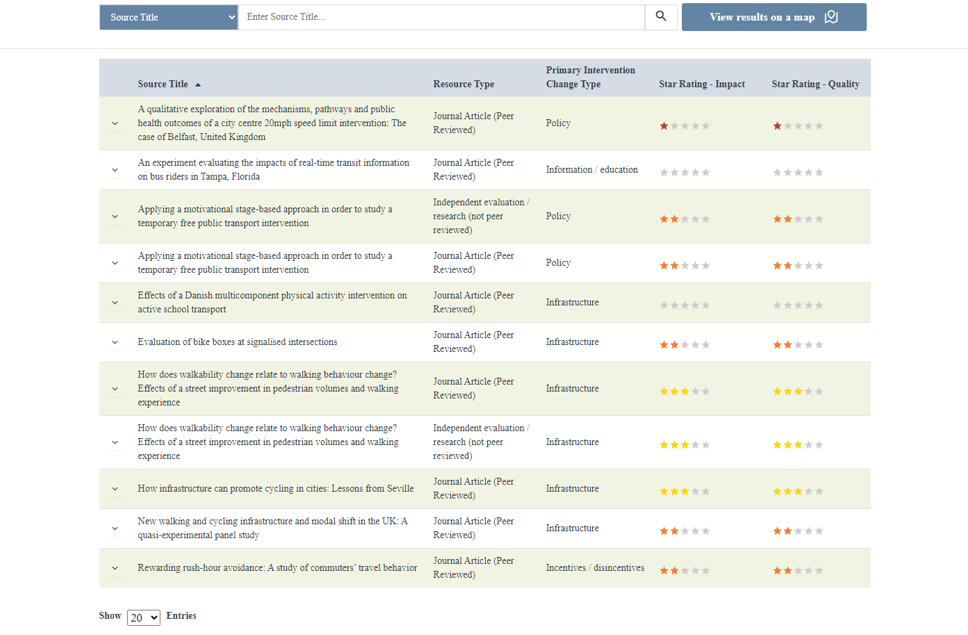 Source Title
Enter Source Title...
View results on a map
Source Title
Resource Type
Primary Intervention
Change Type
Star Rating - Impact
Star Rating - Quality
A qualitative exploration of the mechanisms, pathways and public
health outcomes of a city centre 20mph speed limit intervention: The
case of Belfast, United Kingdom
Journal Article (Peer
Reviewed)
Policy
An experiment evaluating the impacts of real-time transit information
on bus riders in Tampa, Florida
Journal Article (Peer
Reviewed)
Information / education
Applying a motivational stage-based approach in order to study a
temporary free public transport intervention
Independent evaluation /
research (not peer
reviewed)
Policy
Applying a motivational stage-based approach in order to study a
temporary free public transport intervention
Journal Article (Peer
Reviewed)
Policy
Effects of a Danish multicomponent physical activity intervention on
active school transport
Journal Article (Peer
Reviewed)
Infrastructure
Evaluation of bike boxes at signalised intersections
Journal Article (Peer
Reviewed)
Infrastructure
How does walkability change relate to walking behaviour change?
Effects of a street improvement in pedestrian volumes and walking
experience
Journal Article (Peer
Reviewed)
Infrastructure
How does walkability change relate to walking behaviour change?
Effects of a street improvement in pedestrian volumes and walking
experience
Independent evaluation /
research (not peer
reviewed)
Infrastructure
How infrastructure can promote cycling in cities: Lessons from Seville
Journal Article (Peer
Reviewed)
Infrastructure
New walking and cycling infrastructure and modal shift in the UK: A
quasi-experimental panel study
Journal Article (Peer
Reviewed)
Infrastructure
Rewarding rush-hour avoidance: A study of commuters' travel behavior
Journal Article (Peer
Reviewed)
Incentives / disincentives
Show 20 Entries